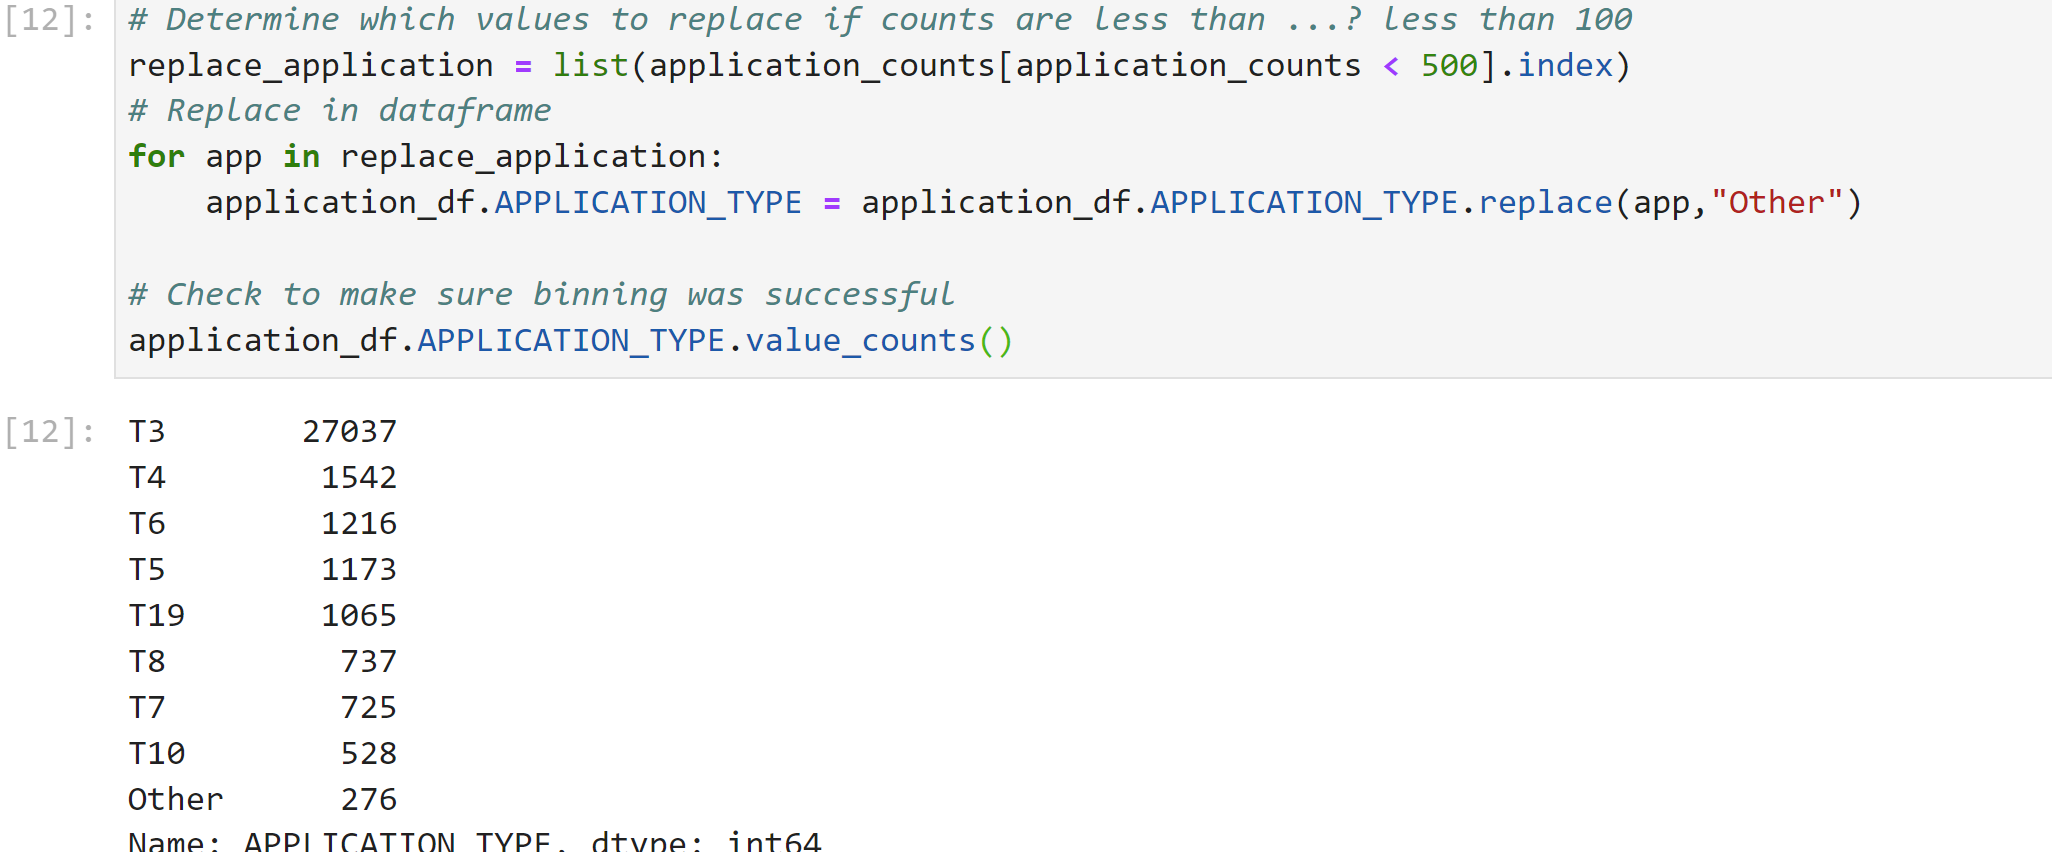 [12]: # Determine which values to replace if counts are less than ...? less than 100
replace_application = list(application_counts[application_counts < 500].index)
# Replace in dataframe
for app in replace_application:
    application_df.APPLICATION_TYPE = application_df.APPLICATION_TYPE.replace(app,"Other")
# Check to make sure binning was successful
application_df.APPLICATION_TYPE.value_counts()
[12]: T3 27037
T4 1542
T6 1216
T5 1173
T19 1065
T8 737
T7 725
T10 528
Other 276
Name: APPLICATION_TYPE, dtype: int64